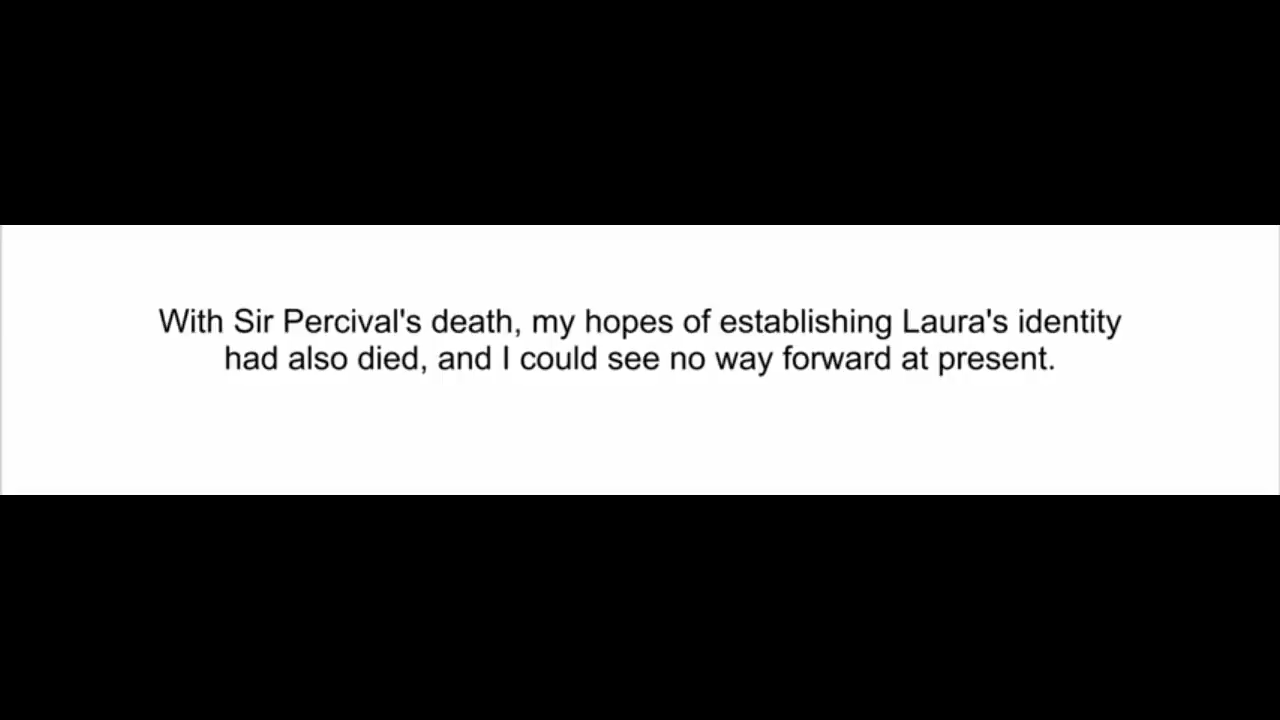 With Sir Percival's death, my hopes of establishing Laura's identity
had also died, and I could see no way forward at present.